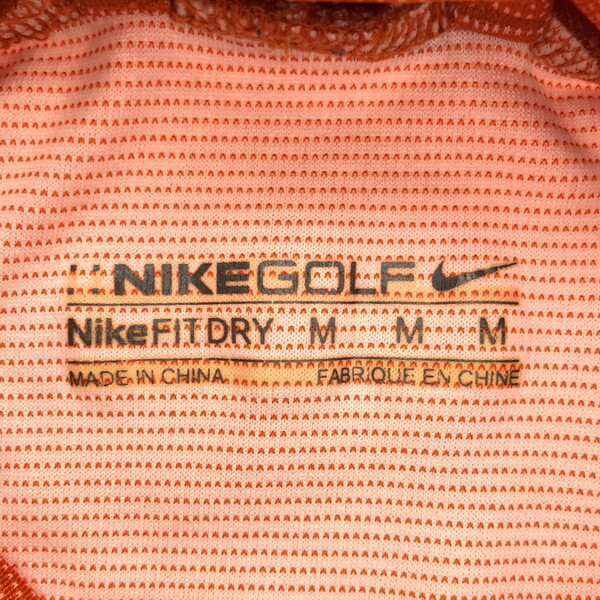 NIKEGOLF
NikeFITDRY M M M
MADE IN CHINA FABRIQUE EN CHINE